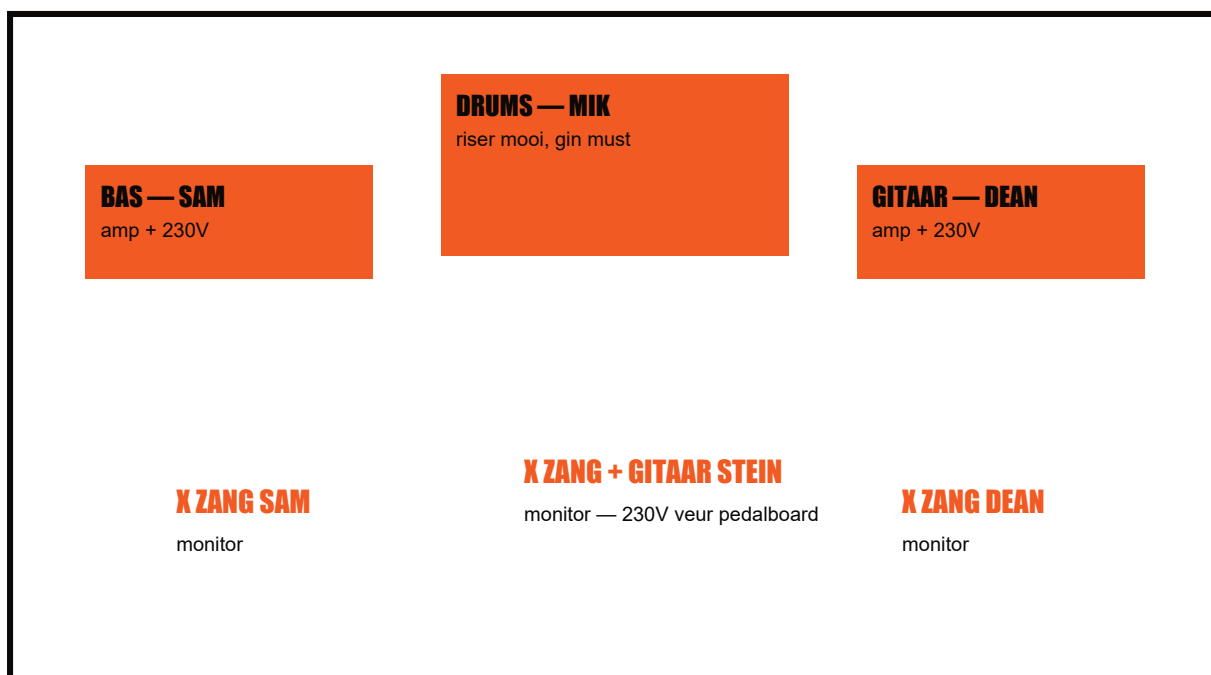 DRUMS — MIK
riser mooi, gin must
BAS — SAM
amp + 230V
GITAAR — DEAN
amp + 230V
X ZANG + GITAAR STEIN
monitor — 230V veur pedalboard
X ZANG SAM
monitor
X ZANG DEAN
monitor